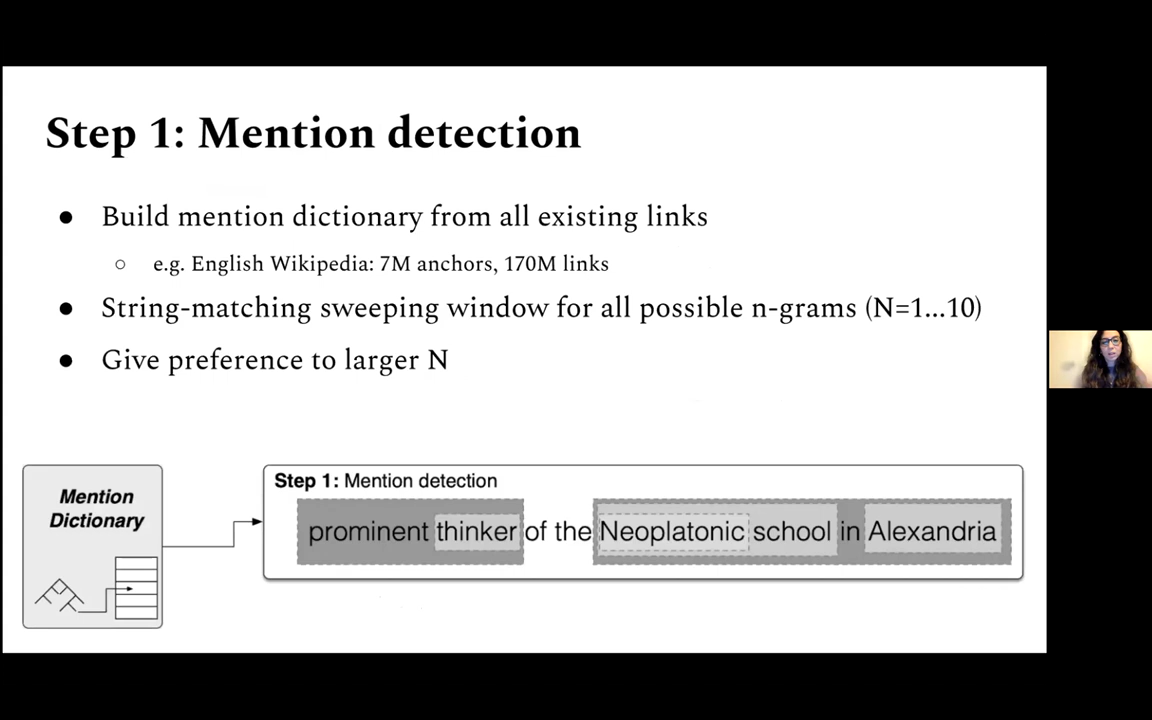 Step 1: Mention detection
● Build mention dictionary from all existing links
○ e.g. English Wikipedia: 7M anchors, 170M links
● String-matching sweeping window for all possible n-grams (N=1...10)
● Give preference to larger N
Mention
Dictionary
Step 1: Mention detection
prominent thinker of the Neoplatonic school in Alexandria